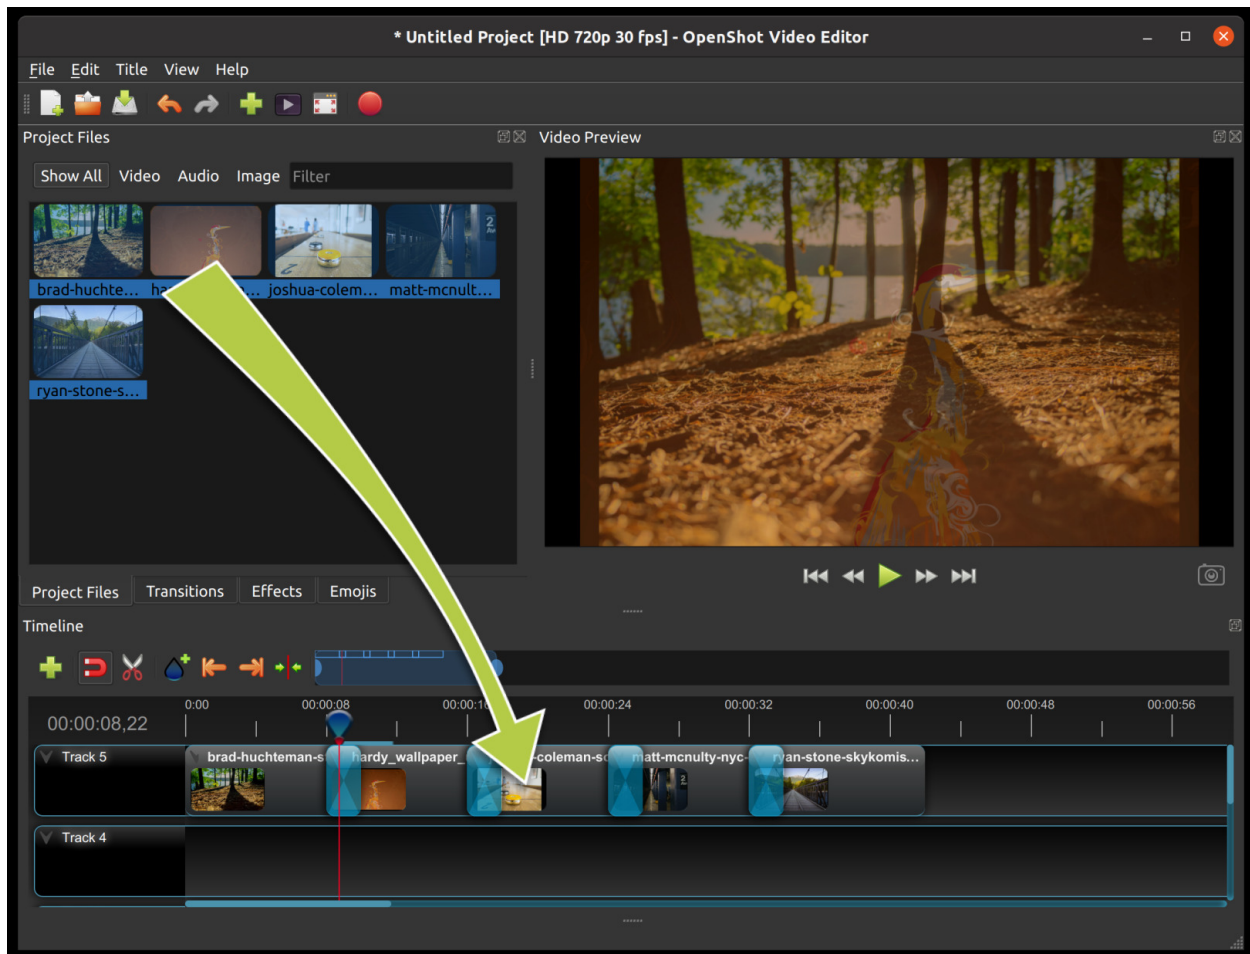 * Untitled Project [HD 720p 30 fps] - OpenShot Video Editor
File Edit Title View Help
Project Files
Video Preview
Show All Video Audio Image Filter
brad-huchte... joshua-colem... matt-mcnult...
ryan-stone-s...
Project Files Transitions Effects Emojis
Timeline
00:00:08,22
0:00 00:00:08 00:00:16 00:00:24 00:00:32 00:00:40 00:00:48 00:00:56
Track 5
brad-huchteman-s hardy_wallpaper_ -coleman-sc matt-mcnulty-nyc- ryan-stone-skykomis...
Track 4